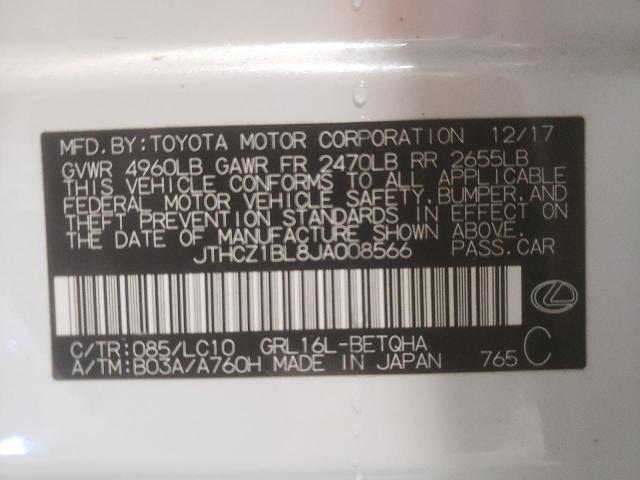 MFD. BY: TOYOTA MOTOR CORPORATION 12/17
GVWR 4960LB GAWR FR 2470LB RR 2655LB
THIS VEHICLE CONFORMS TO ALL APPLICABLE
FEDERAL MOTOR VEHICLE SAFETY, BUMPER, AND
THEFT PREVENTION STANDARDS IN EFFECT ON
THE DATE OF MANUFACTURE SHOWN ABOVE.
JTHCZ1BL8JA008566 PASS. CAR
C/TR: 085/LC10 GRL16L-BETQHA
A/TM: B03A/A760H MADE IN JAPAN 765 C